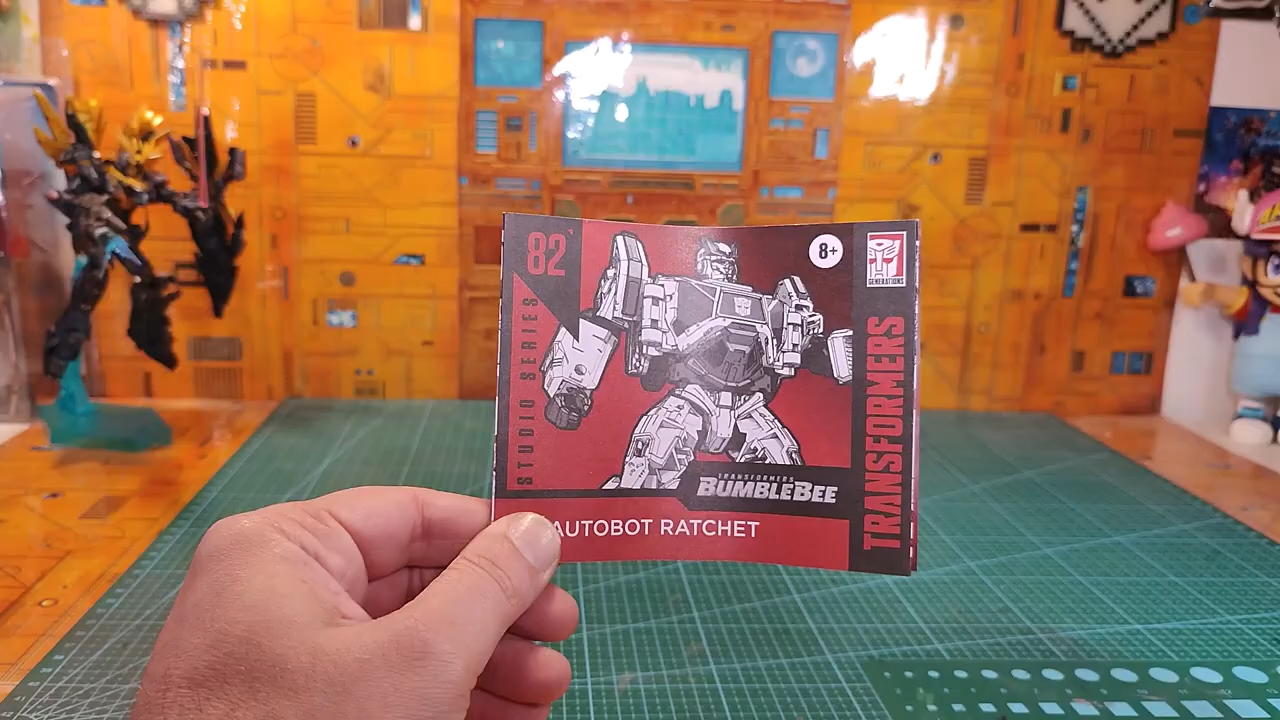 82
STUDIO SERIES
8+
GENERATIONS
TRANSFORMERS
TRANSFORMERS
BUMBLEBEE
AUTOBOT RATCHET